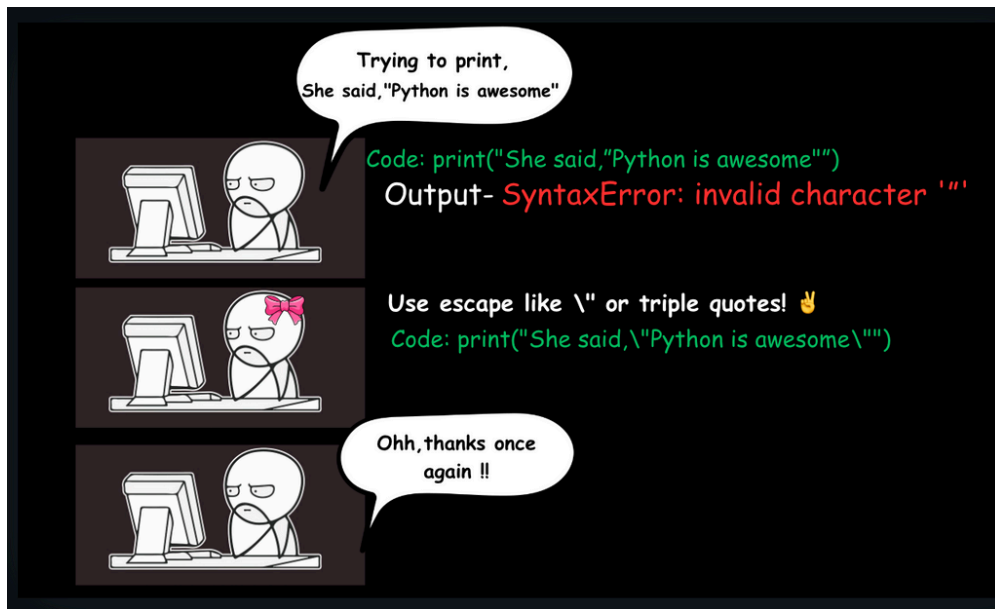 Trying to print,
She said,"Python is awesome"
Code: print("She said,”Python is awesome"”)
Output- SyntaxError: invalid character '”'
Use escape like \" or triple quotes! ✌
Code: print("She said,\"Python is awesome\"")
Ohh,thanks once
again !!